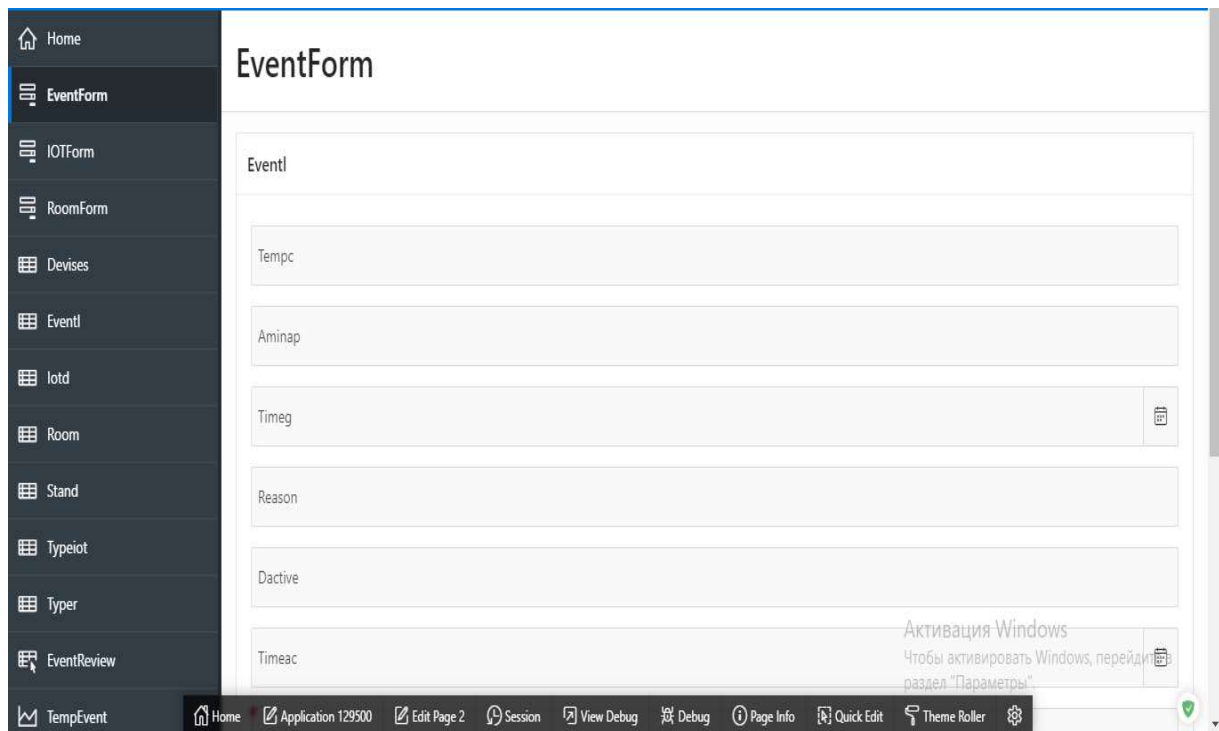 Home
EventForm
IOTForm
RoomForm
Devises
Eventl
Iotd
Room
Stand
Typeiot
Typer
EventReview
TempEvent
EventForm
Eventl
Tempc
Aminap
Timeg
Reason
Dactive
Timeac
Активация Windows
Чтобы активировать Windows, перейдите в
раздел "Параметры".
Home Application 129500 Edit Page 2 Session View Debug Debug Page Info Quick Edit Theme Roller